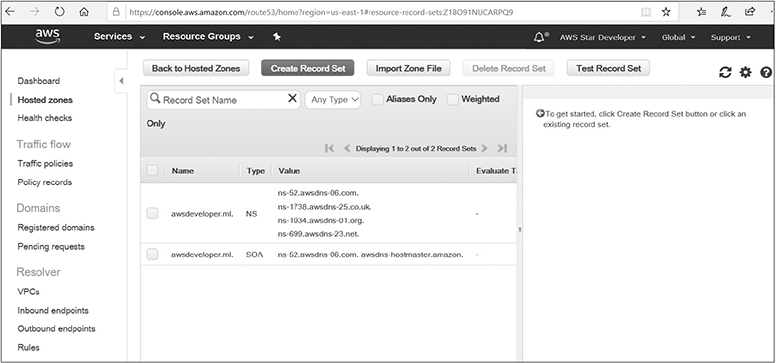 https://console.aws.amazon.com/route53/home?region=us-east-1#resource-record-sets:Z18O91NUCARPQ9
aws Services Resource Groups AWS Star Developer Global Support
Back to Hosted Zones Create Record Set Import Zone File Delete Record Set Test Record Set
Dashboard
Hosted zones
Health checks
Traffic flow
Traffic policies
Policy records
Domains
Registered domains
Pending requests
Resolver
VPCs
Inbound endpoints
Outbound endpoints
Rules
Record Set Name X Any Type Aliases Only Weighted
Only
Displaying 1 to 2 out of 2 Record Sets
Name Type Value Evaluate T
awsdeveloper.ml. NS
ns-52.awsdns-06.com.
ns-1738.awsdns-25.co.uk.
ns-1034.awsdns-01.org.
ns-699.awsdns-23.net.
-
awsdeveloper.ml. SOA ns-52.awsdns-06.com. awsdns-hostmaster.amazon. -
To get started, click Create Record Set button or click an
existing record set.